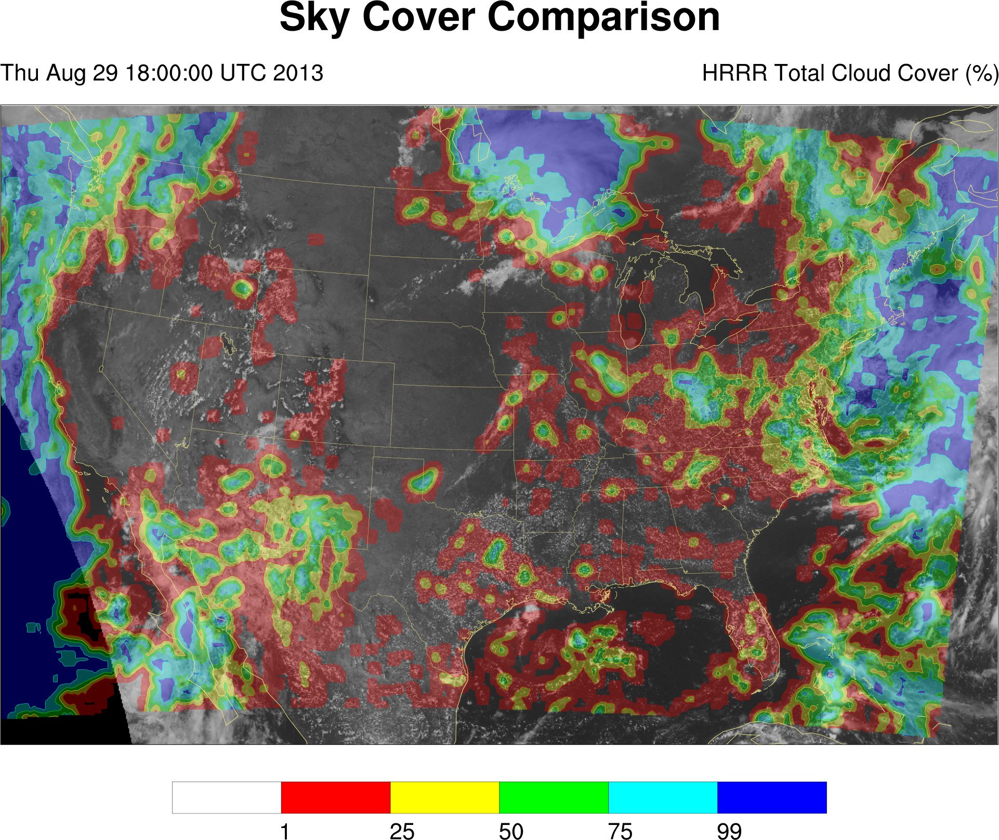 Sky Cover Comparison
Thu Aug 29 18:00:00 UTC 2013
HRRR Total Cloud Cover (%)
1 25 50 75 99